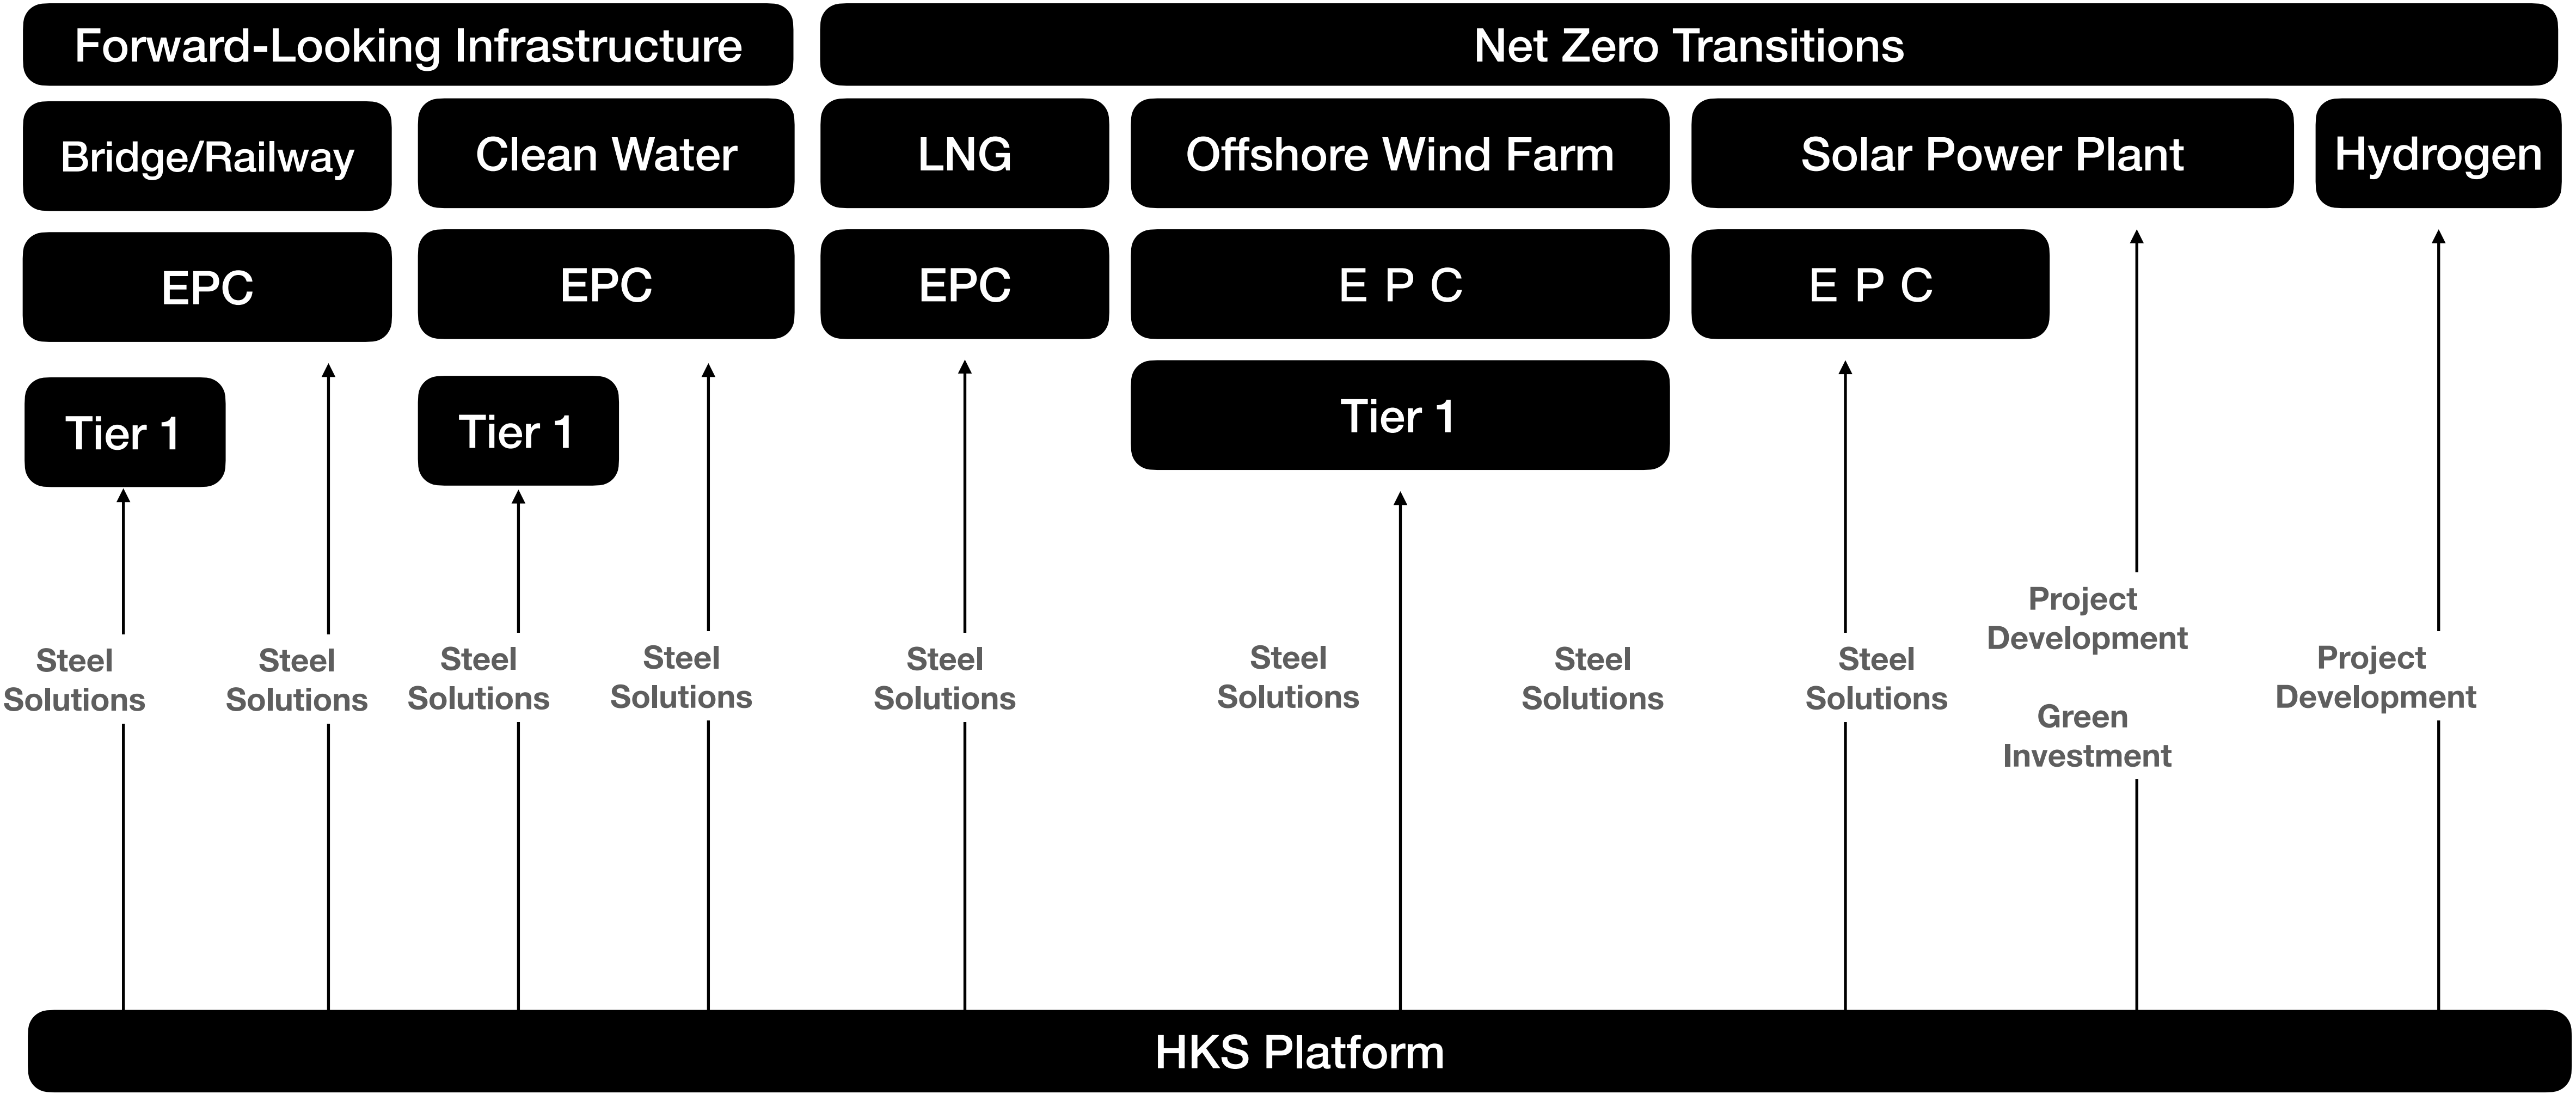 Forward-Looking Infrastructure
Net Zero Transitions
Bridge/Railway
Clean Water
LNG
Offshore Wind Farm
Solar Power Plant
Hydrogen
EPC
EPC
EPC
E P C
E P C
Tier 1
Tier 1
Tier 1
Steel
Solutions
Steel
Solutions
Steel
Solutions
Steel
Solutions
Steel
Solutions
Steel
Solutions
Steel
Solutions
Steel
Solutions
Project
Development
Green
Investment
Project
Development
HKS Platform